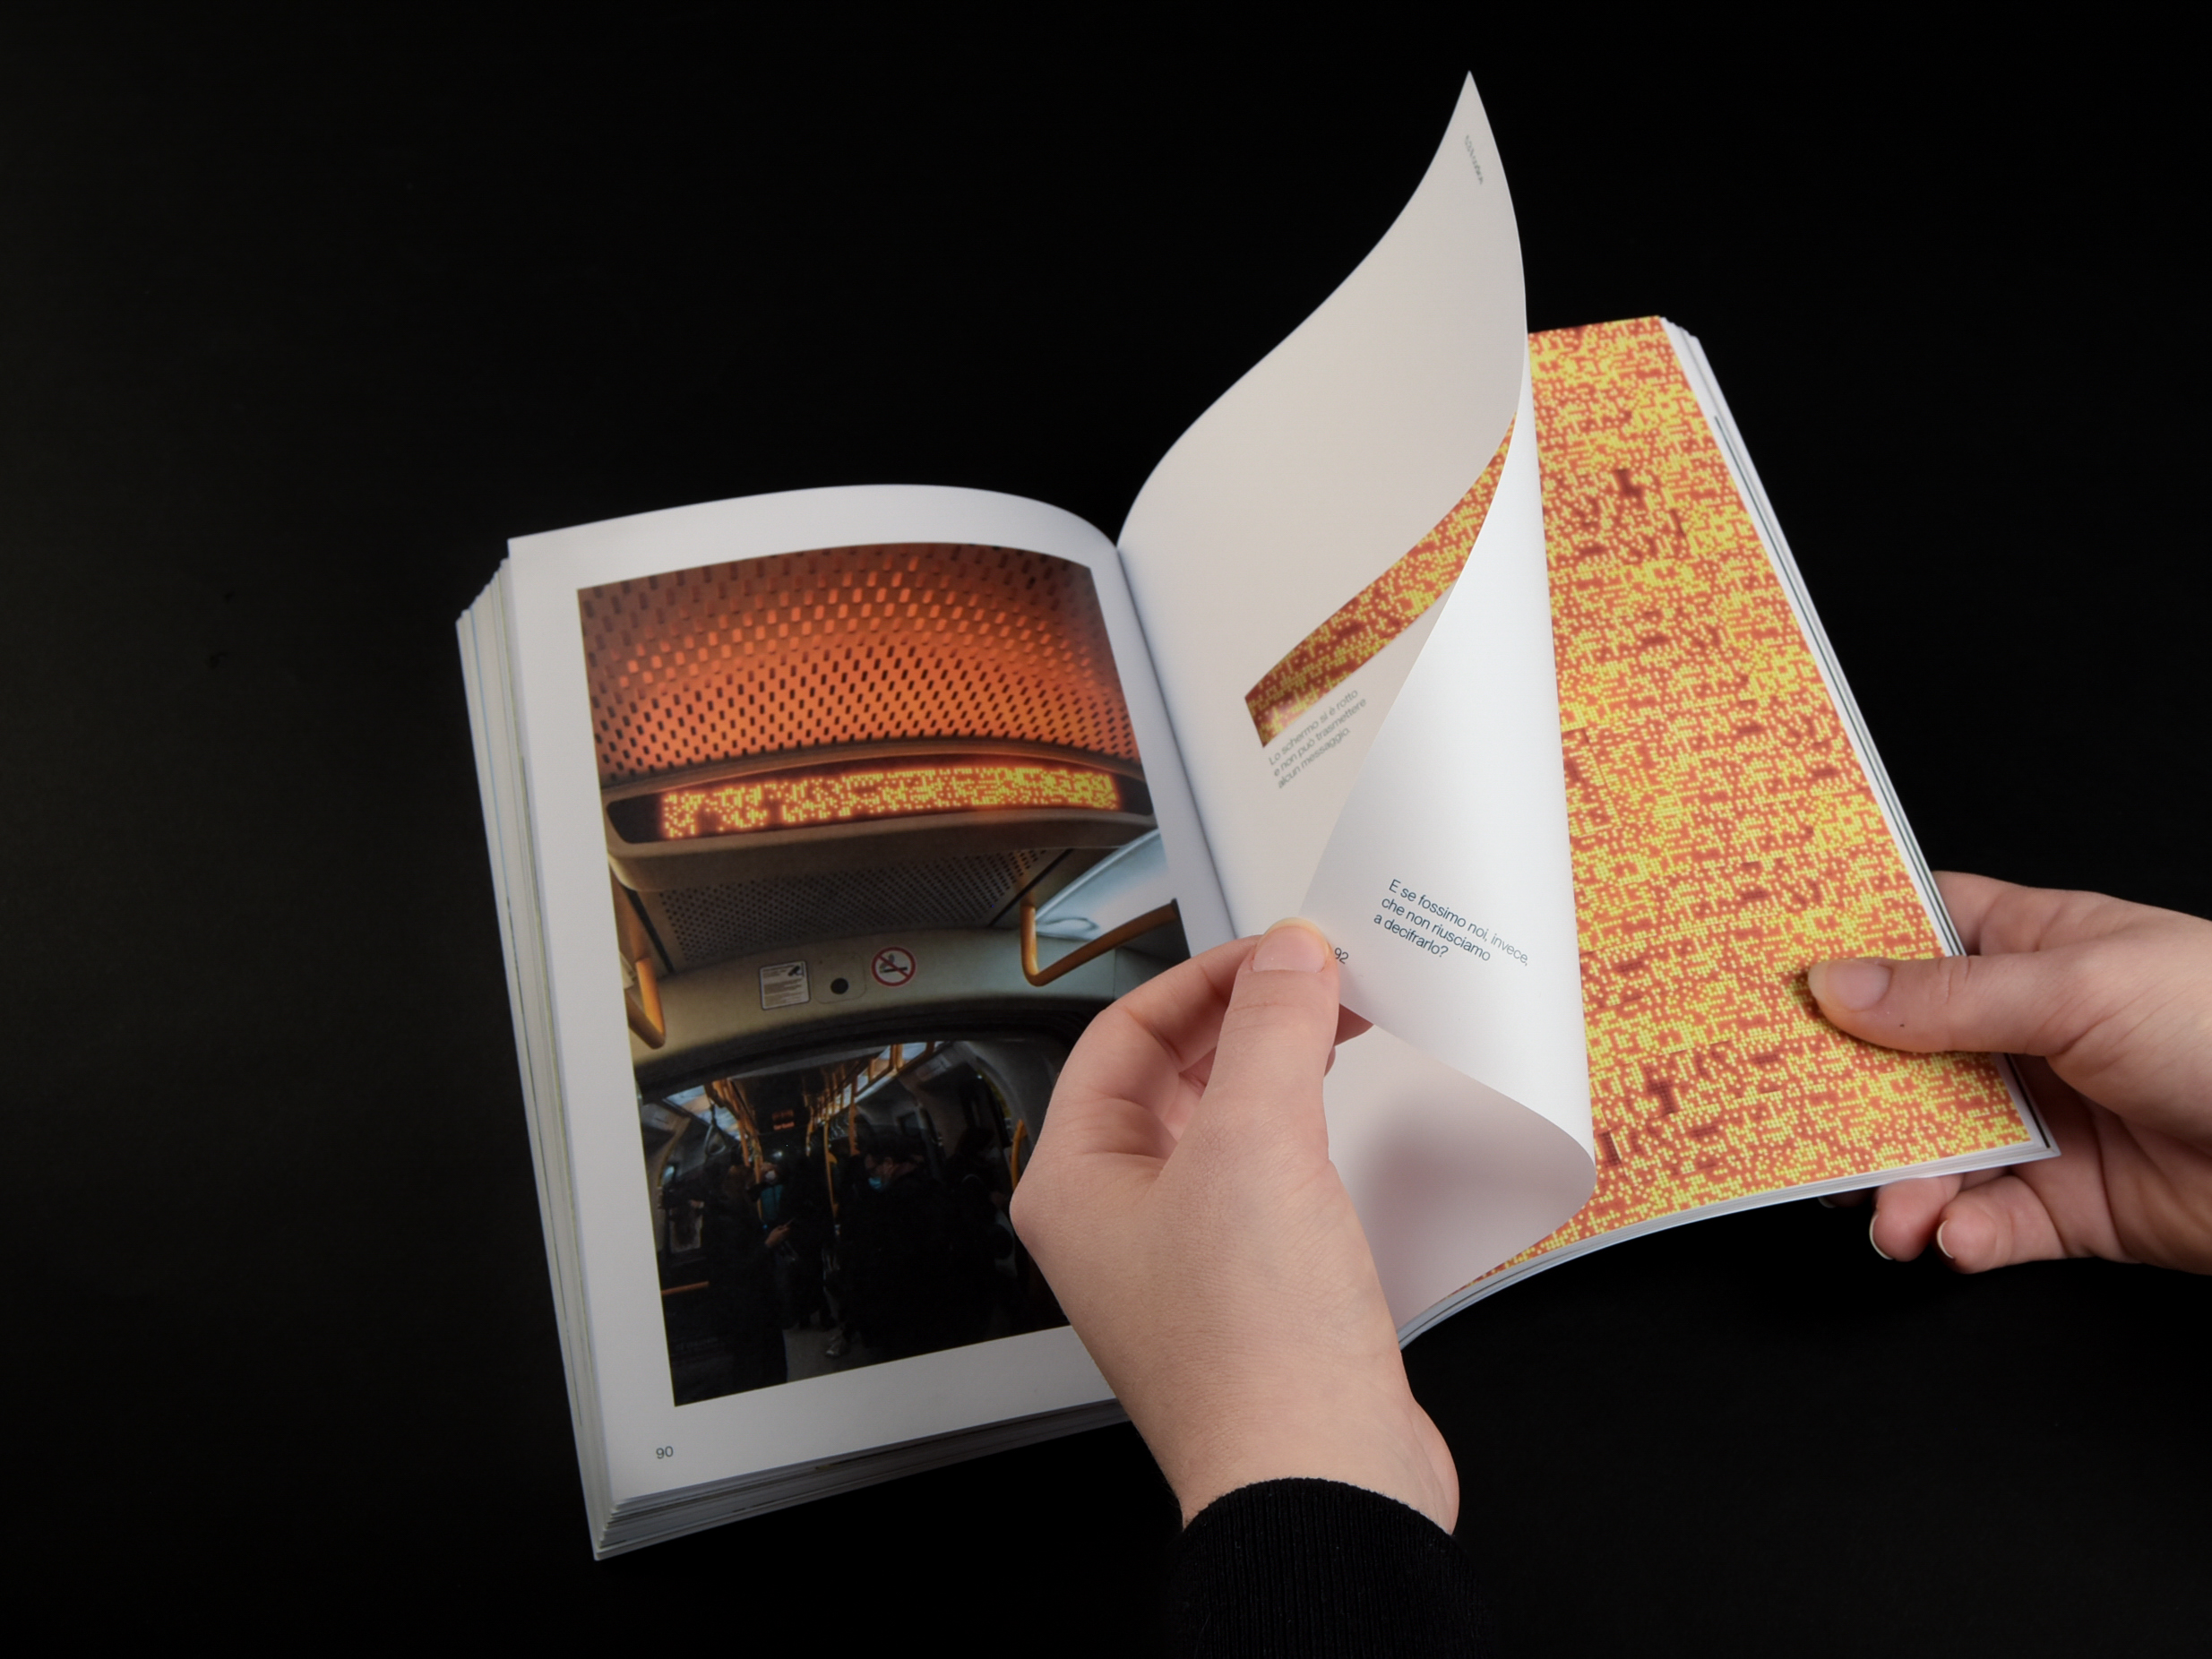 Lo schermo si è rotto
e non può trasmettere
alcun messaggio.
E se fossimo noi, invece,
che non riusciamo
a decifrarlo?
92
90